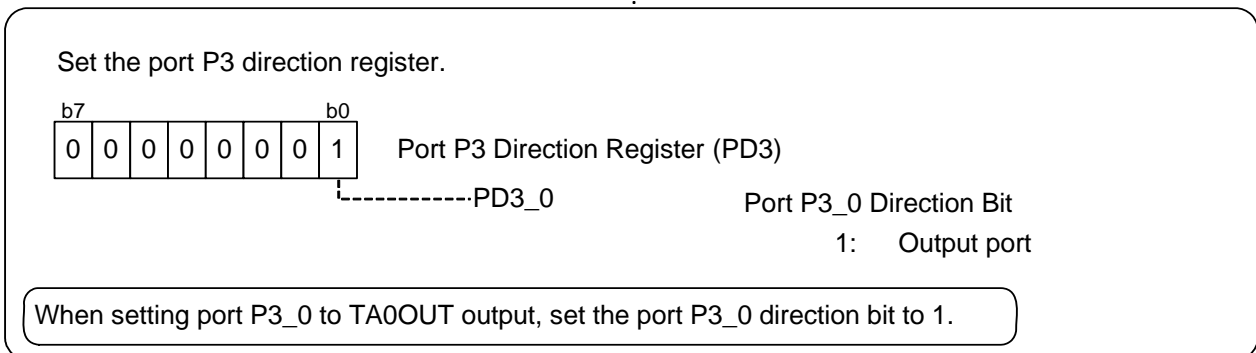 Set the port P3 direction register.
b7 b0
0 0 0 0 0 0 0 1 Port P3 Direction Register (PD3)
PD3_0 Port P3_0 Direction Bit
1: Output port
When setting port P3_0 to TA0OUT output, set the port P3_0 direction bit to 1.